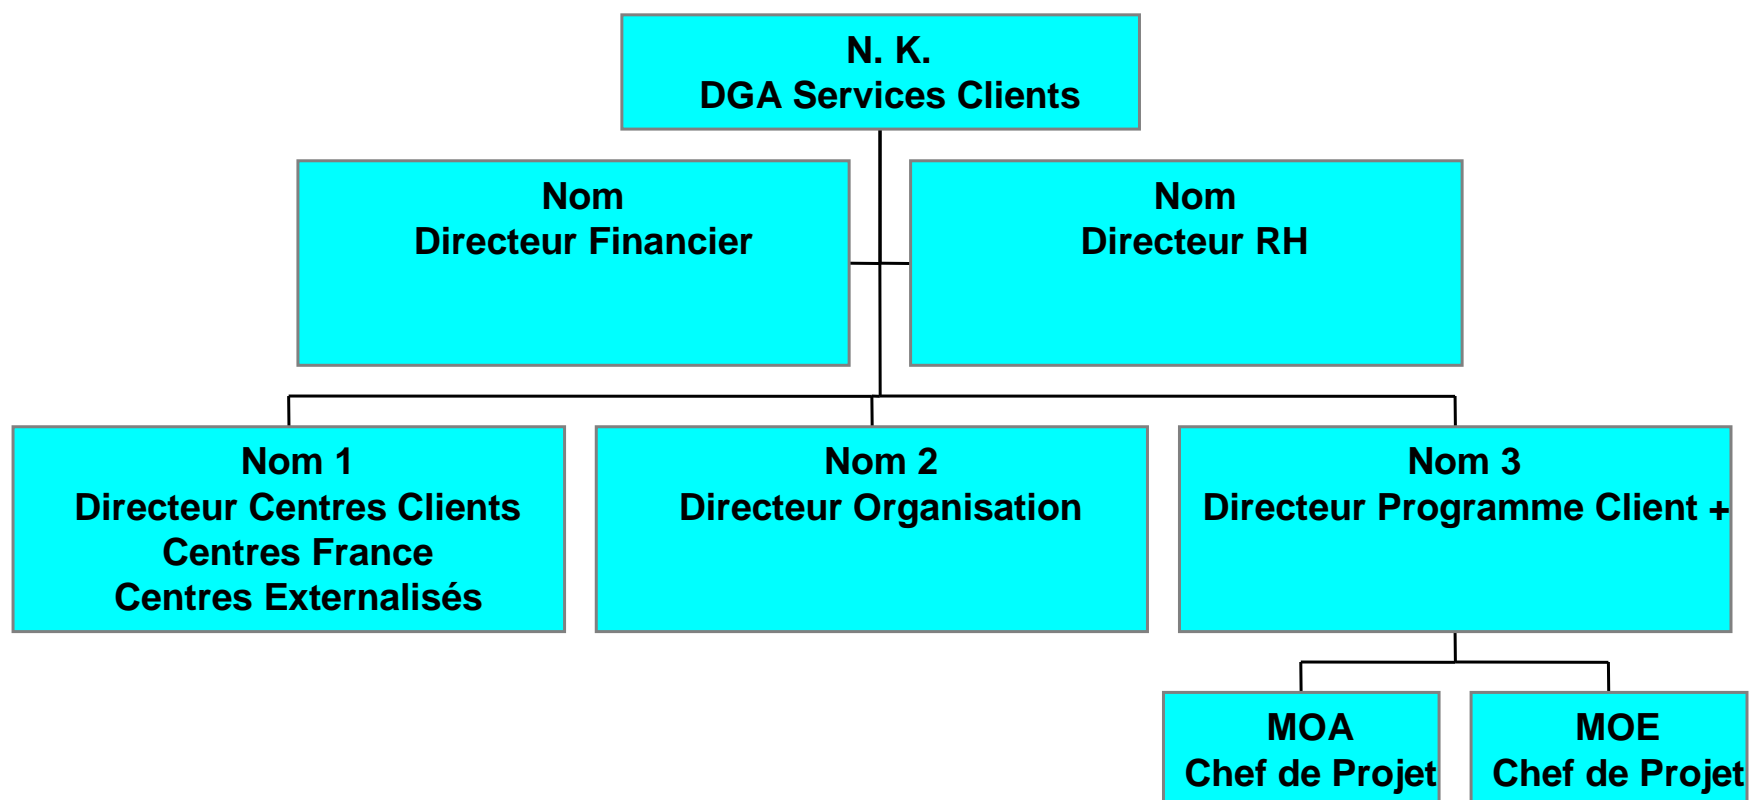 N. K.
DGA Services Clients
Nom
Directeur Financier
Nom
Directeur RH
Nom 1
Directeur Centres Clients
Centres France
Centres Externalisés
Nom 2
Directeur Organisation
Nom 3
Directeur Programme Client +
MOA
Chef de Projet
MOE
Chef de Projet